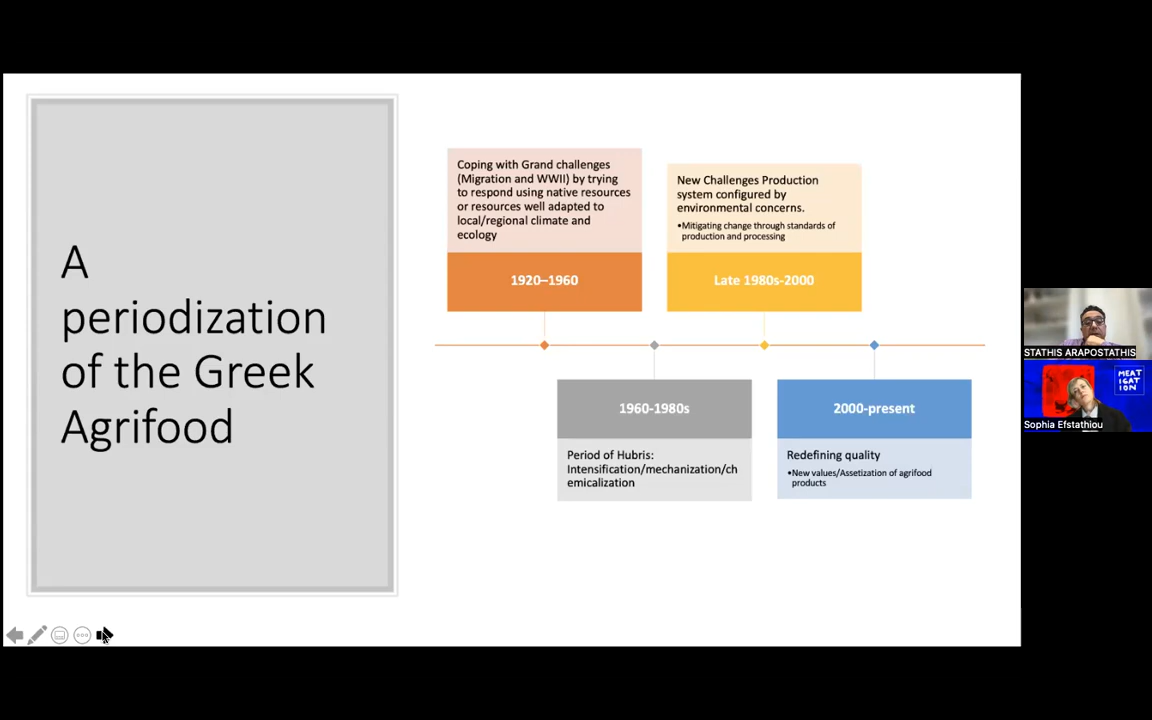 A
periodization
of the Greek
Agrifood
Coping with Grand challenges
(Migration and WWII) by trying
to respond using native resources
or resources well adapted to
local/regional climate and
ecology
1920–1960
New Challenges Production
system configured by
environmental concerns.
•Mitigating change through standards of
production and processing
Late 1980s-2000
1960-1980s
Period of Hubris:
Intensification/mechanization/ch
emicalization
2000-present
Redefining quality
•New values/Assetization of agrifood
products
STATHIS ARAPOSTATHIS
MEAT
IGATION
Sophia Efstathiou